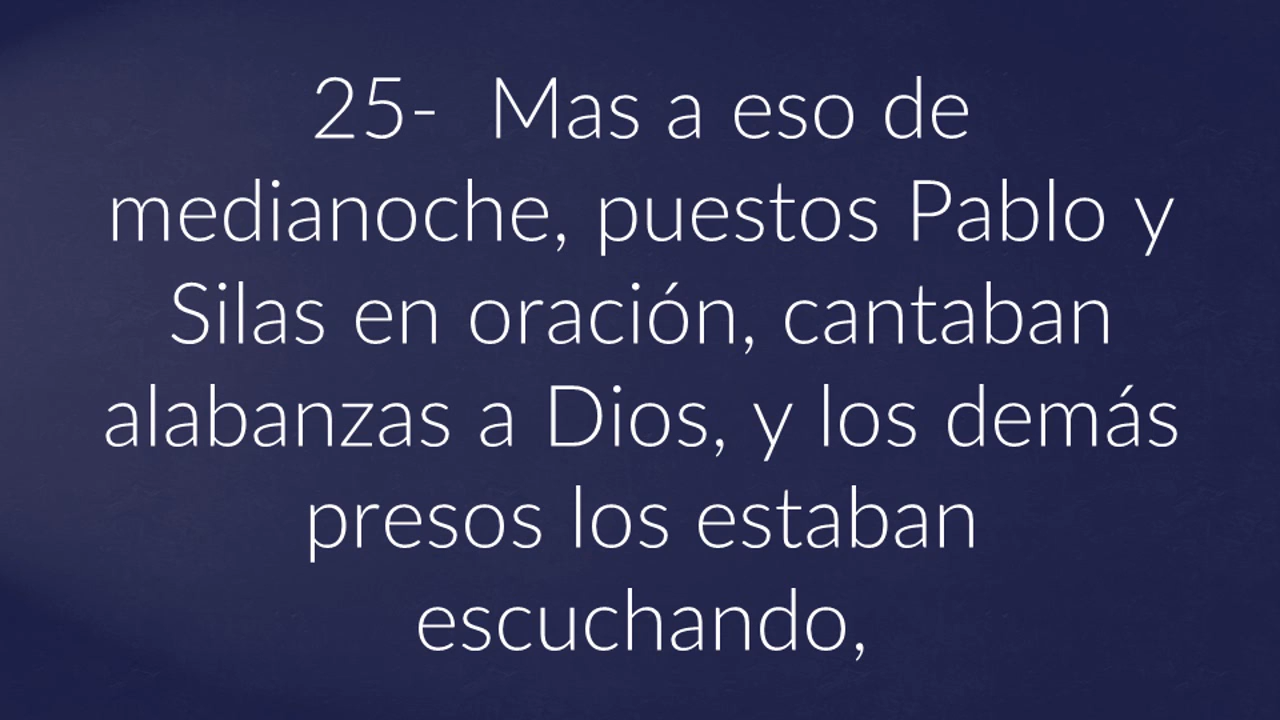 25-  Mas a eso de
medianoche, puestos Pablo y
Silas en oración, cantaban
alabanzas a Dios, y los demás
presos los estaban
escuchando,